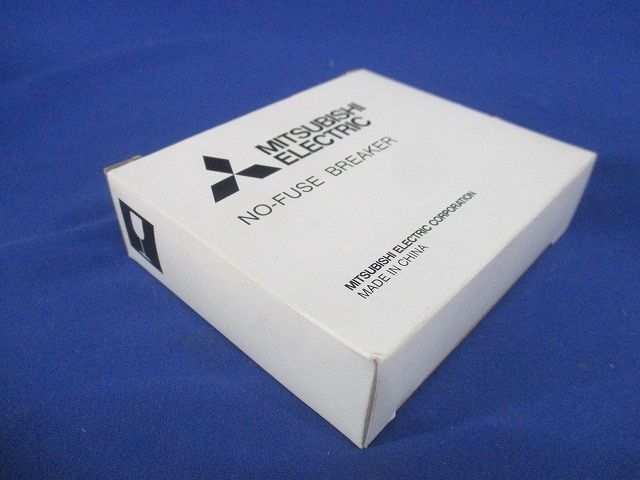 MITSUBISHI
ELECTRIC
NO-FUSE BREAKER
MITSUBISHI ELECTRIC CORPORATION
MADE IN CHINA